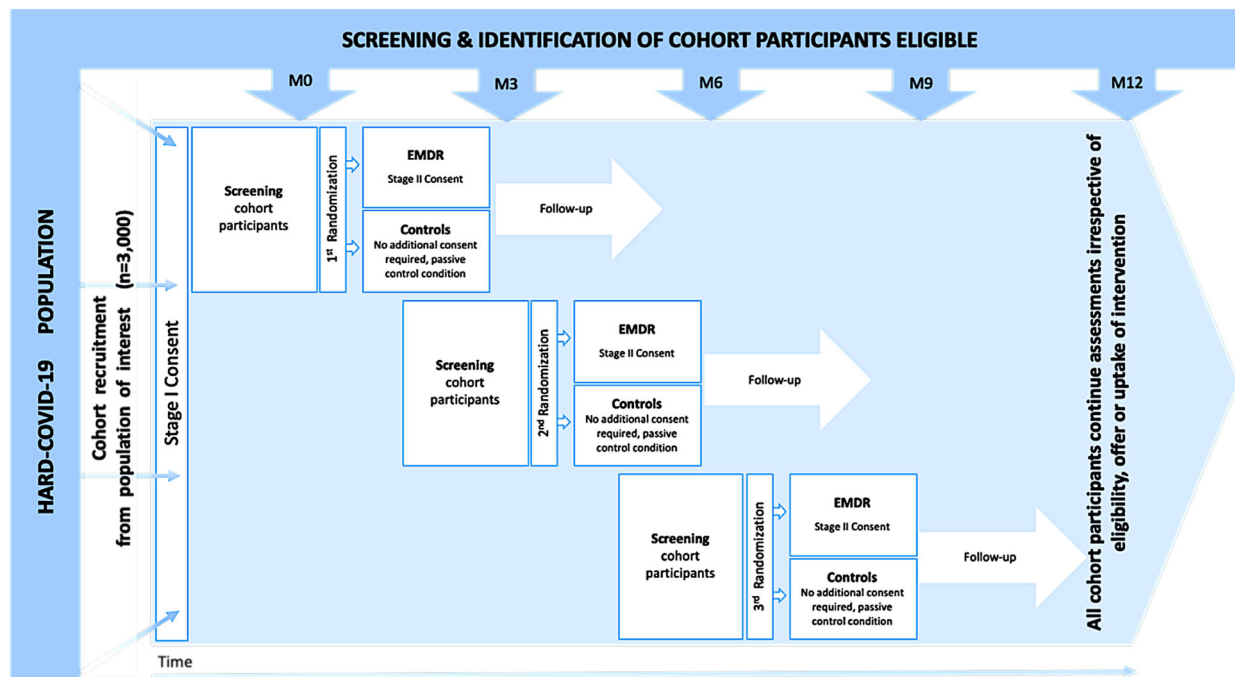 SCREENING & IDENTIFICATION OF COHORT PARTICIPANTS ELIGIBLE
M0
M3
M6
M9
M12
HARD-COVID-19 POPULATION
Cohort recruitment
from population of interest (n=3,000)
Stage I Consent
Screening
cohort
participants
1st Randomization
EMDR
Stage II Consent
Controls
No additional consent
required, passive
control condition
Follow-up
Screening
cohort
participants
2nd Randomization
EMDR
Stage II Consent
Controls
No additional consent
required, passive
control condition
Follow-up
Screening
cohort
participants
3rd Randomization
EMDR
Stage II Consent
Controls
No additional consent
required, passive
control condition
Follow-up
All cohort participants continue assessments irrespective of
eligibility, offer or uptake of intervention
Time